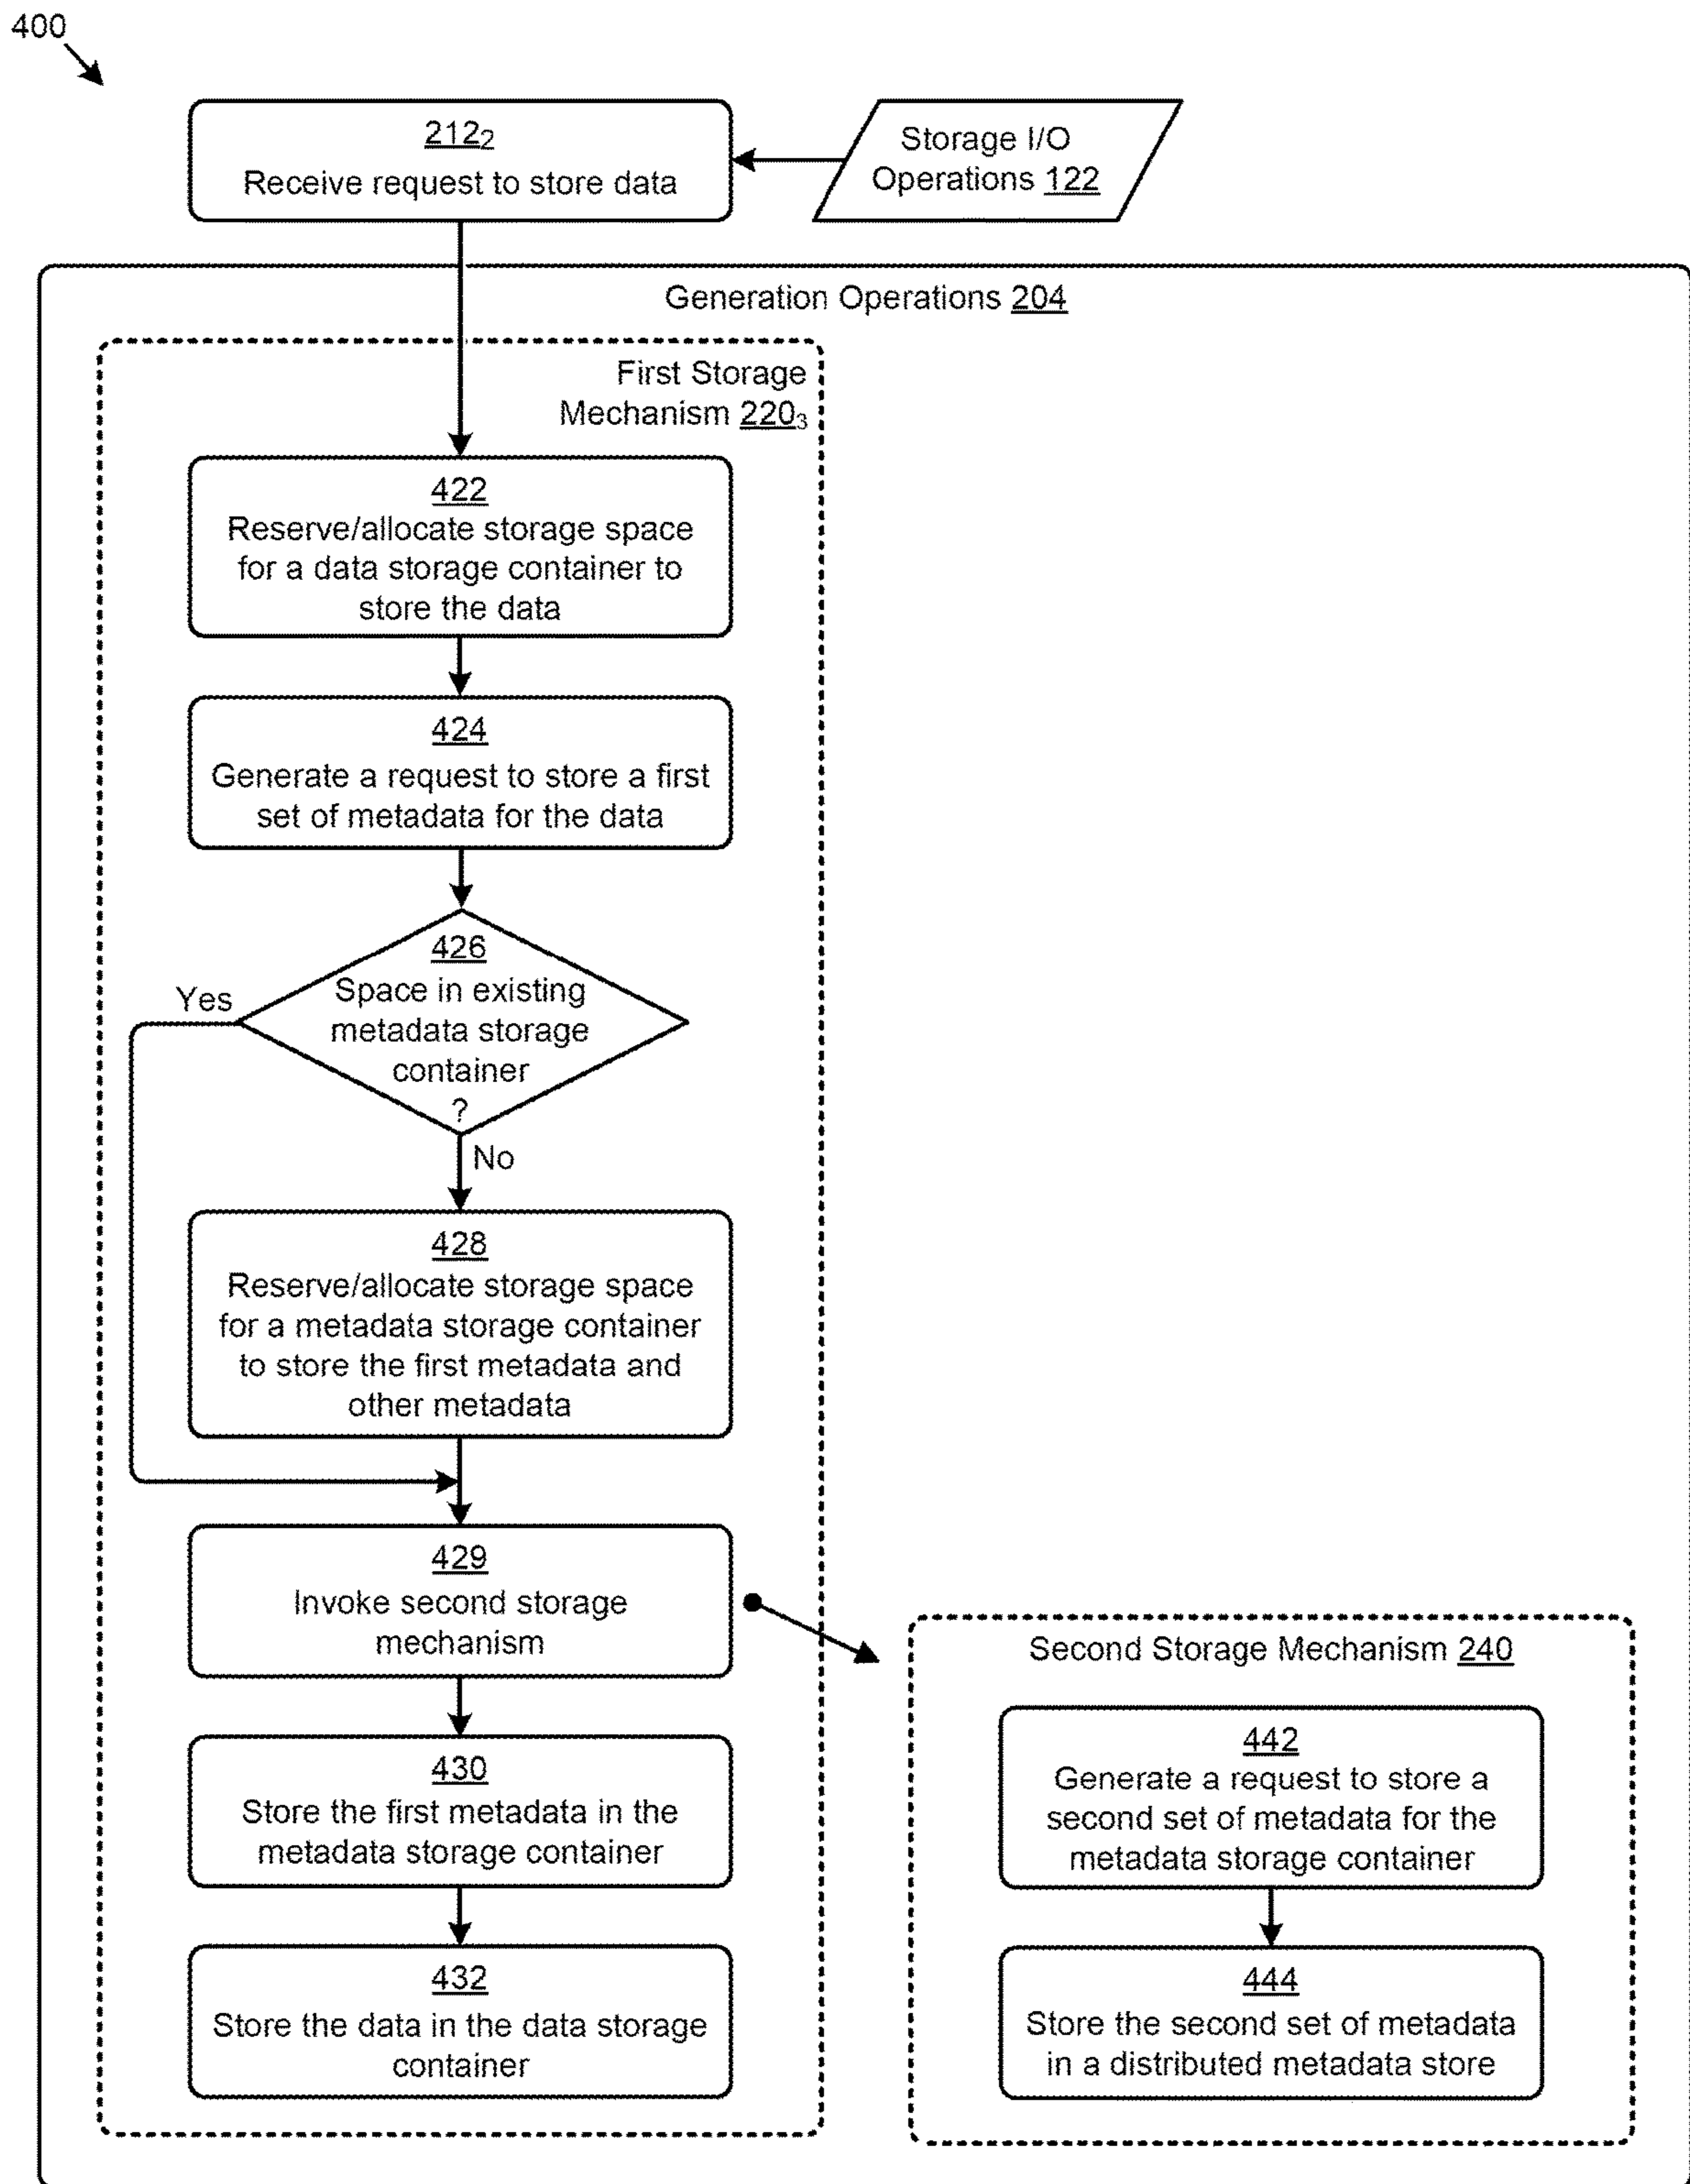 400
212₂
Receive request to store data
Storage I/O
Operations 122
Generation Operations 204
First Storage
Mechanism 220₃
422
Reserve/allocate storage space
for a data storage container to
store the data
424
Generate a request to store a first
set of metadata for the data
426
Space in existing
metadata storage
container
?
Yes
No
428
Reserve/allocate storage space
for a metadata storage container
to store the first metadata and
other metadata
429
Invoke second storage
mechanism
430
Store the first metadata in the
metadata storage container
432
Store the data in the data storage
container
Second Storage Mechanism 240
442
Generate a request to store a
second set of metadata for the
metadata storage container
444
Store the second set of metadata
in a distributed metadata store